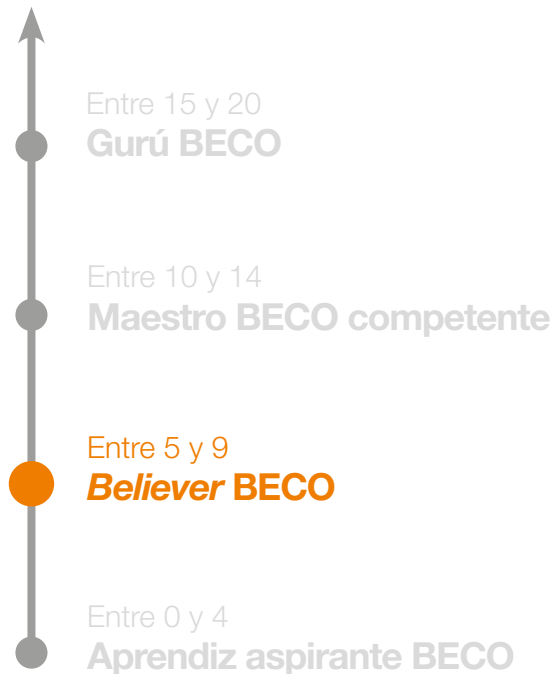 Entre 15 y 20
Gurú BECO
Entre 10 y 14
Maestro BECO competente
Entre 5 y 9
Believer BECO
Entre 0 y 4
Aprendiz aspirante BECO